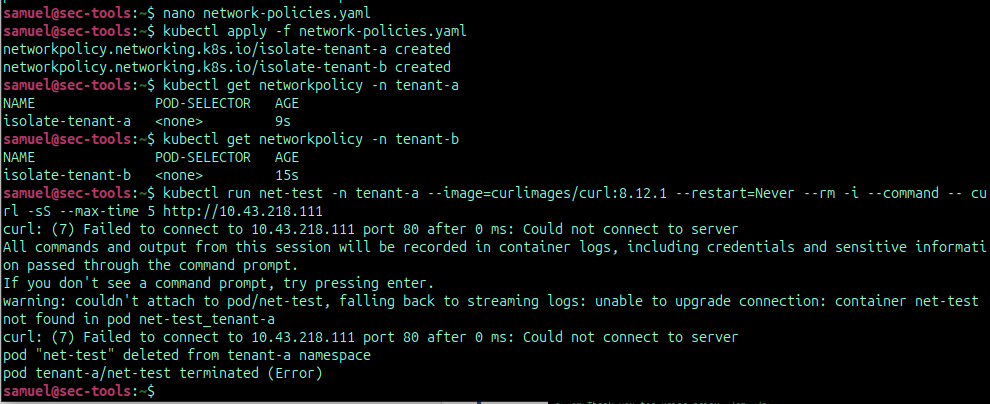 samuel@sec-tools:~$ nano network-policies.yaml
samuel@sec-tools:~$ kubectl apply -f network-policies.yaml
networkpolicy.networking.k8s.io/isolate-tenant-a created
networkpolicy.networking.k8s.io/isolate-tenant-b created
samuel@sec-tools:~$ kubectl get networkpolicy -n tenant-a
NAME               POD-SELECTOR   AGE
isolate-tenant-a   <none>         9s
samuel@sec-tools:~$ kubectl get networkpolicy -n tenant-b
NAME               POD-SELECTOR   AGE
isolate-tenant-b   <none>         15s
samuel@sec-tools:~$ kubectl run net-test -n tenant-a --image=curlimages/curl:8.12.1 --restart=Never --rm -i --command -- cu
rl -sS --max-time 5 http://10.43.218.111
curl: (7) Failed to connect to 10.43.218.111 port 80 after 0 ms: Could not connect to server
All commands and output from this session will be recorded in container logs, including credentials and sensitive informati
on passed through the command prompt.
If you don't see a command prompt, try pressing enter.
warning: couldn't attach to pod/net-test, falling back to streaming logs: unable to upgrade connection: container net-test
not found in pod net-test_tenant-a
curl: (7) Failed to connect to 10.43.218.111 port 80 after 0 ms: Could not connect to server
pod "net-test" deleted from tenant-a namespace
pod tenant-a/net-test terminated (Error)
samuel@sec-tools:~$